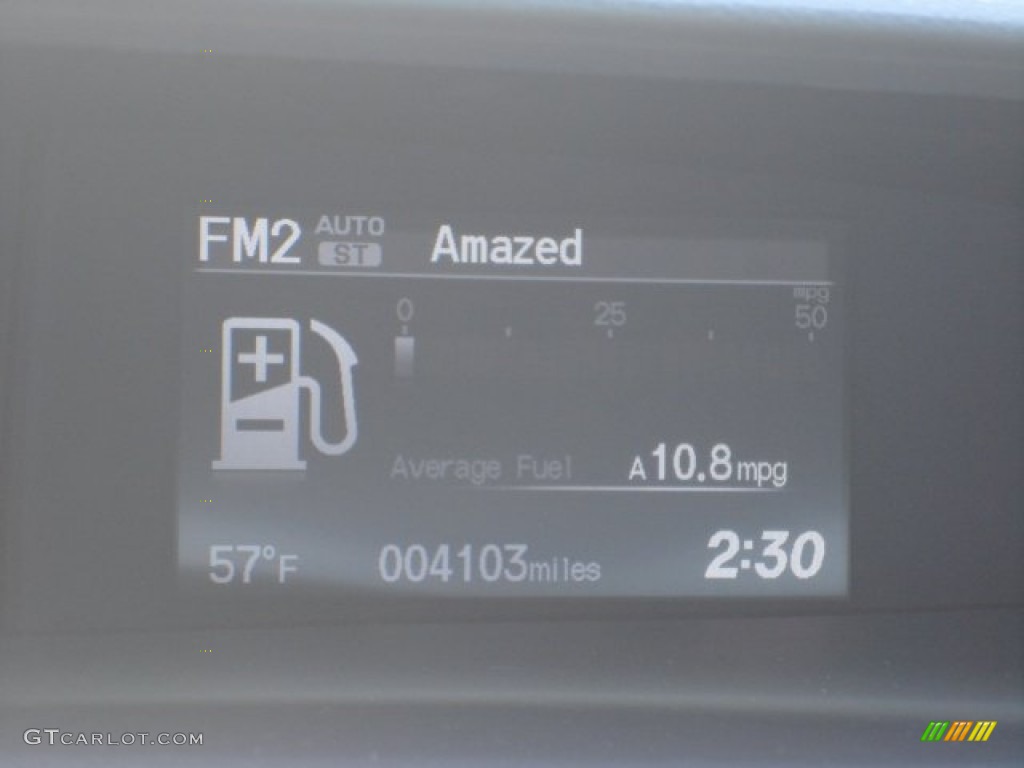 FM2 AUTO ST Amazed
mpg
0 25 50
Average Fuel A10.8mpg
57°F 004103miles 2:30
GTCARLOT.COM